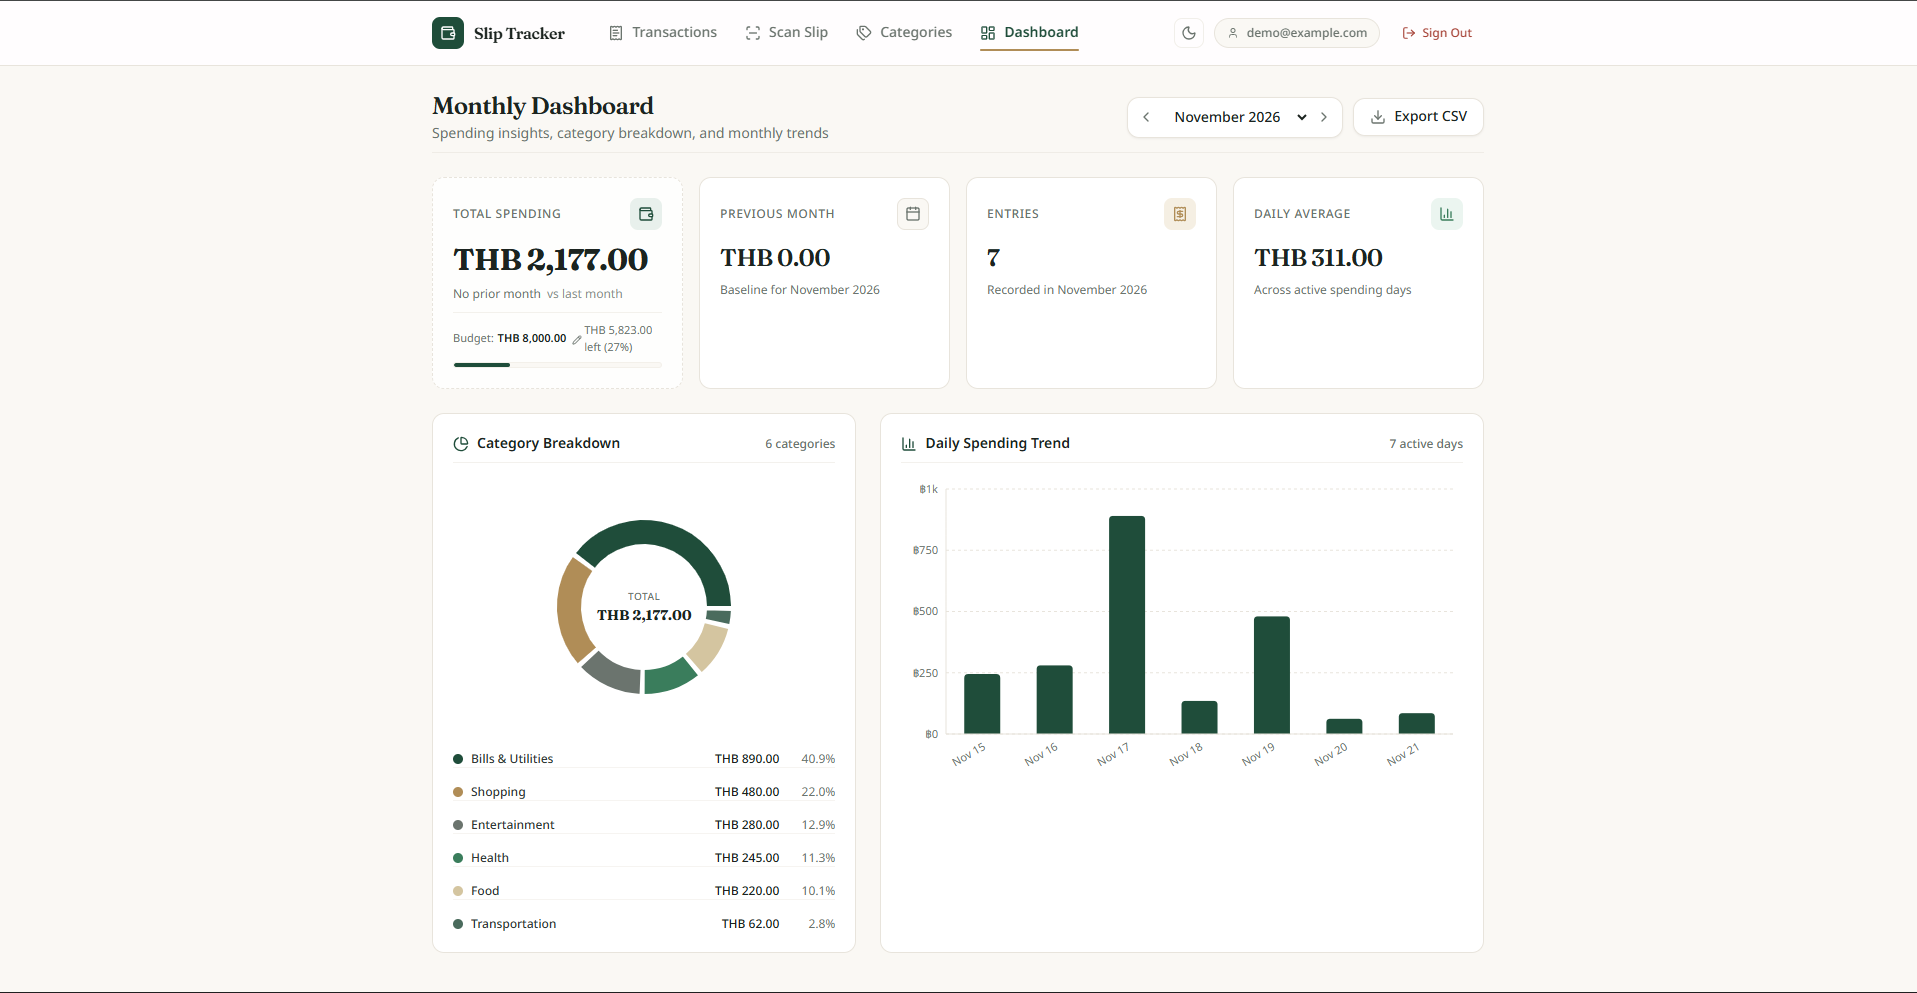 Slip Tracker
Transactions
Scan Slip
Categories
Dashboard
demo@example.com
Sign Out
Monthly Dashboard
Spending insights, category breakdown, and monthly trends
November 2026
Export CSV
TOTAL SPENDING
THB 2,177.00
No prior month vs last month
Budget: THB 8,000.00
THB 5,823.00
left (27%)
PREVIOUS MONTH
THB 0.00
Baseline for November 2026
ENTRIES
7
Recorded in November 2026
DAILY AVERAGE
THB 311.00
Across active spending days
Category Breakdown
6 categories
TOTAL
THB 2,177.00
Bills & Utilities THB 890.00 40.9%
Shopping THB 480.00 22.0%
Entertainment THB 280.00 12.9%
Health THB 245.00 11.3%
Food THB 220.00 10.1%
Transportation THB 62.00 2.8%
Daily Spending Trend
7 active days
฿1k
฿750
฿500
฿250
฿0
Nov 15
Nov 16
Nov 17
Nov 18
Nov 19
Nov 20
Nov 21